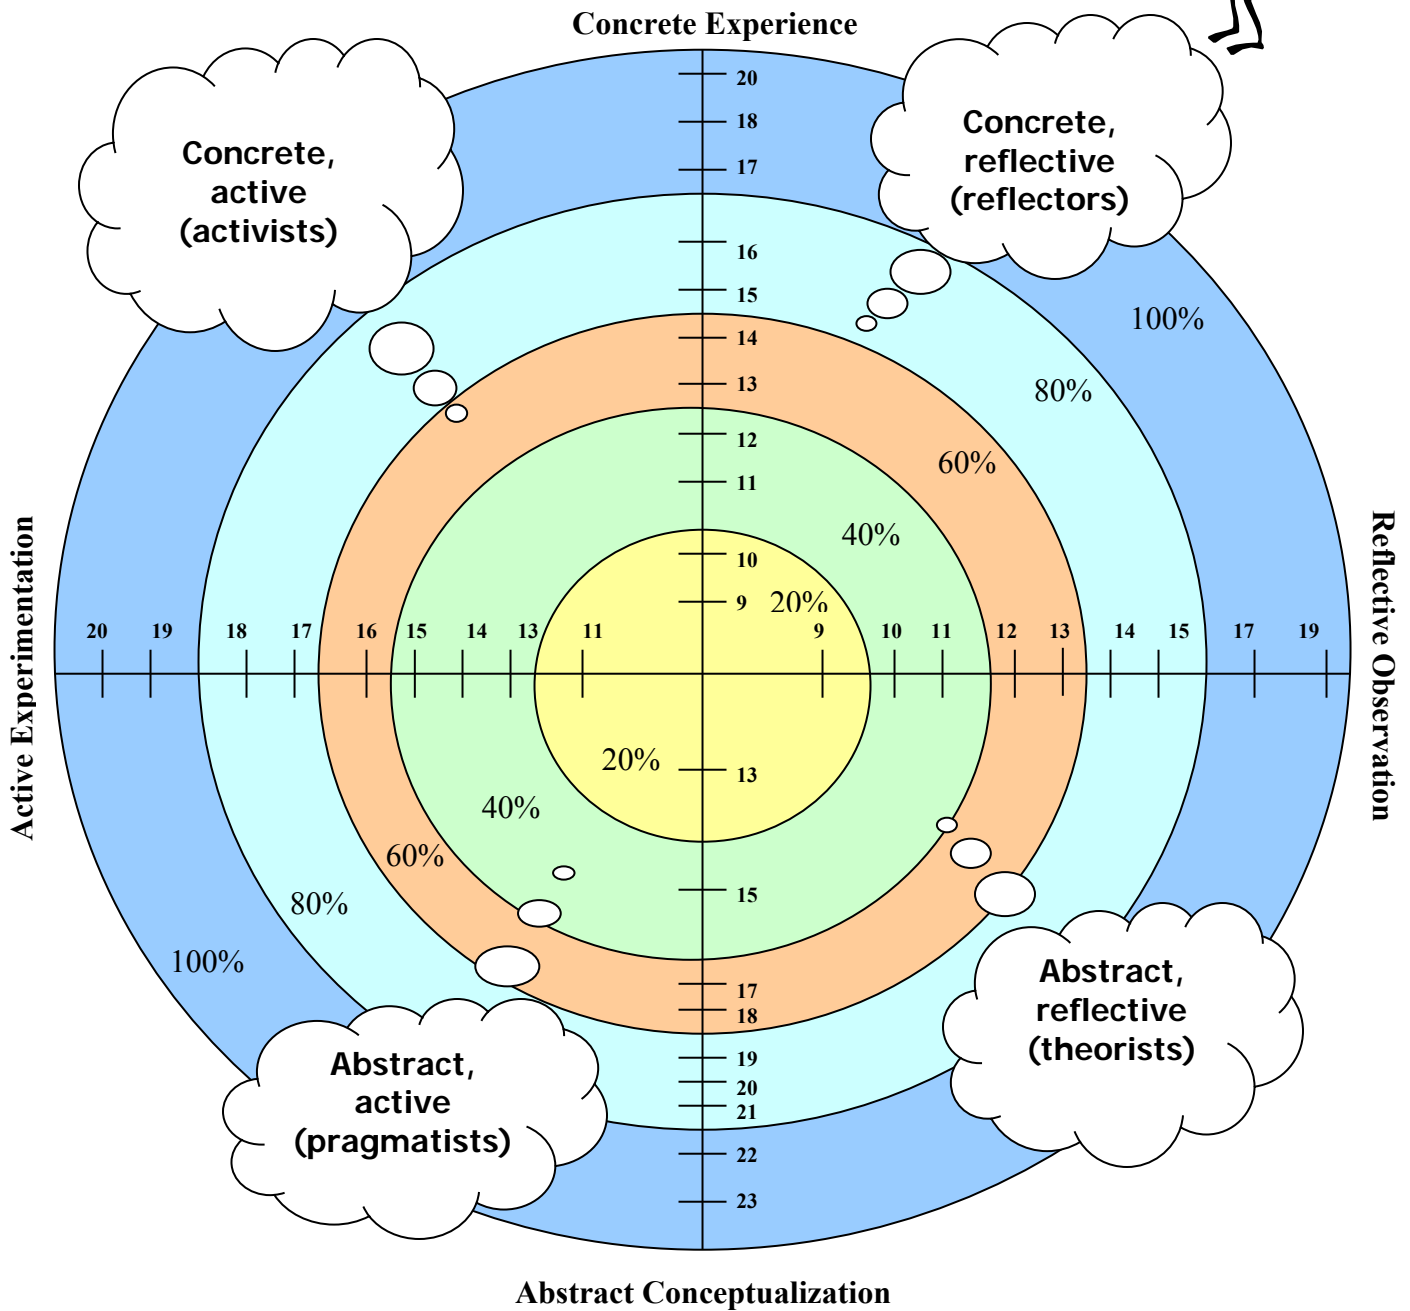 Concrete Experience
20
18
17
16
15
14
13
12
11
10
9
Concrete,
active
(activists)
Concrete,
reflective
(reflectors)
100%
80%
60%
40%
20%
Active Experimentation
20 19 18 17 16 15 14 13 11 9 10 11 12 13 14 15 17 19
Reflective Observation
20%
40%
60%
80%
100%
13
15
17
18
19
20
21
22
23
Abstract,
reflective
(theorists)
Abstract,
active
(pragmatists)
Abstract Conceptualization